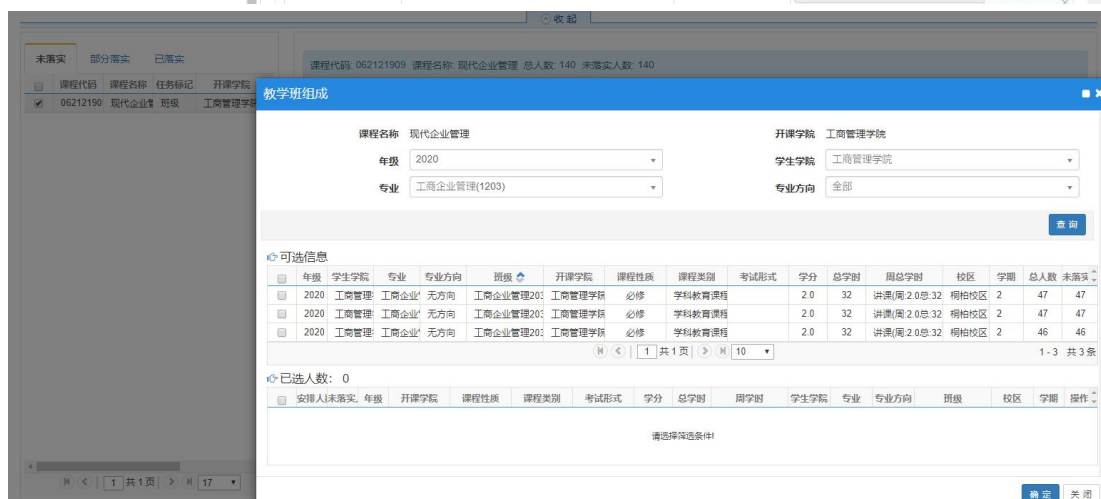 收起
未落实 部分落实 已落实
课程代码: 062121909 课程名称: 现代企业管理 总人数: 140 未落实人数: 140
课程代码 课程名称 任务标记 开课学院
06212190 现代企业管 班级 工商管理学院
教学班组成
课程名称 现代企业管理 开课学院 工商管理学院
年级 2020 学生学院 工商管理学院
专业 工商企业管理(1203) 专业方向 全部
查询
可选信息
年级 学生学院 专业 专业方向 班级 开课学院 课程性质 课程类别 考试形式 学分 总学时 周总学时 校区 学期 总人数 未落实
2020 工商管理 工商企业 无方向 工商企业管理203 工商管理学院 必修 学科教育课程 2.0 32 讲课(周:2.0总:32 桐柏校区 2 47 47
2020 工商管理 工商企业 无方向 工商企业管理203 工商管理学院 必修 学科教育课程 2.0 32 讲课(周:2.0总:32 桐柏校区 2 47 47
2020 工商管理 工商企业 无方向 工商企业管理203 工商管理学院 必修 学科教育课程 2.0 32 讲课(周:2.0总:32 桐柏校区 2 46 46
1 共1页 10 1 - 3 共3条
已选人数: 0
安排人 未落实 年级 开课学院 课程性质 课程类别 考试形式 学分 总学时 周学时 学生学院 专业 专业方向 班级 校区 学期 操作
请选择筛选条件!
1 共1页 17
确定 关闭